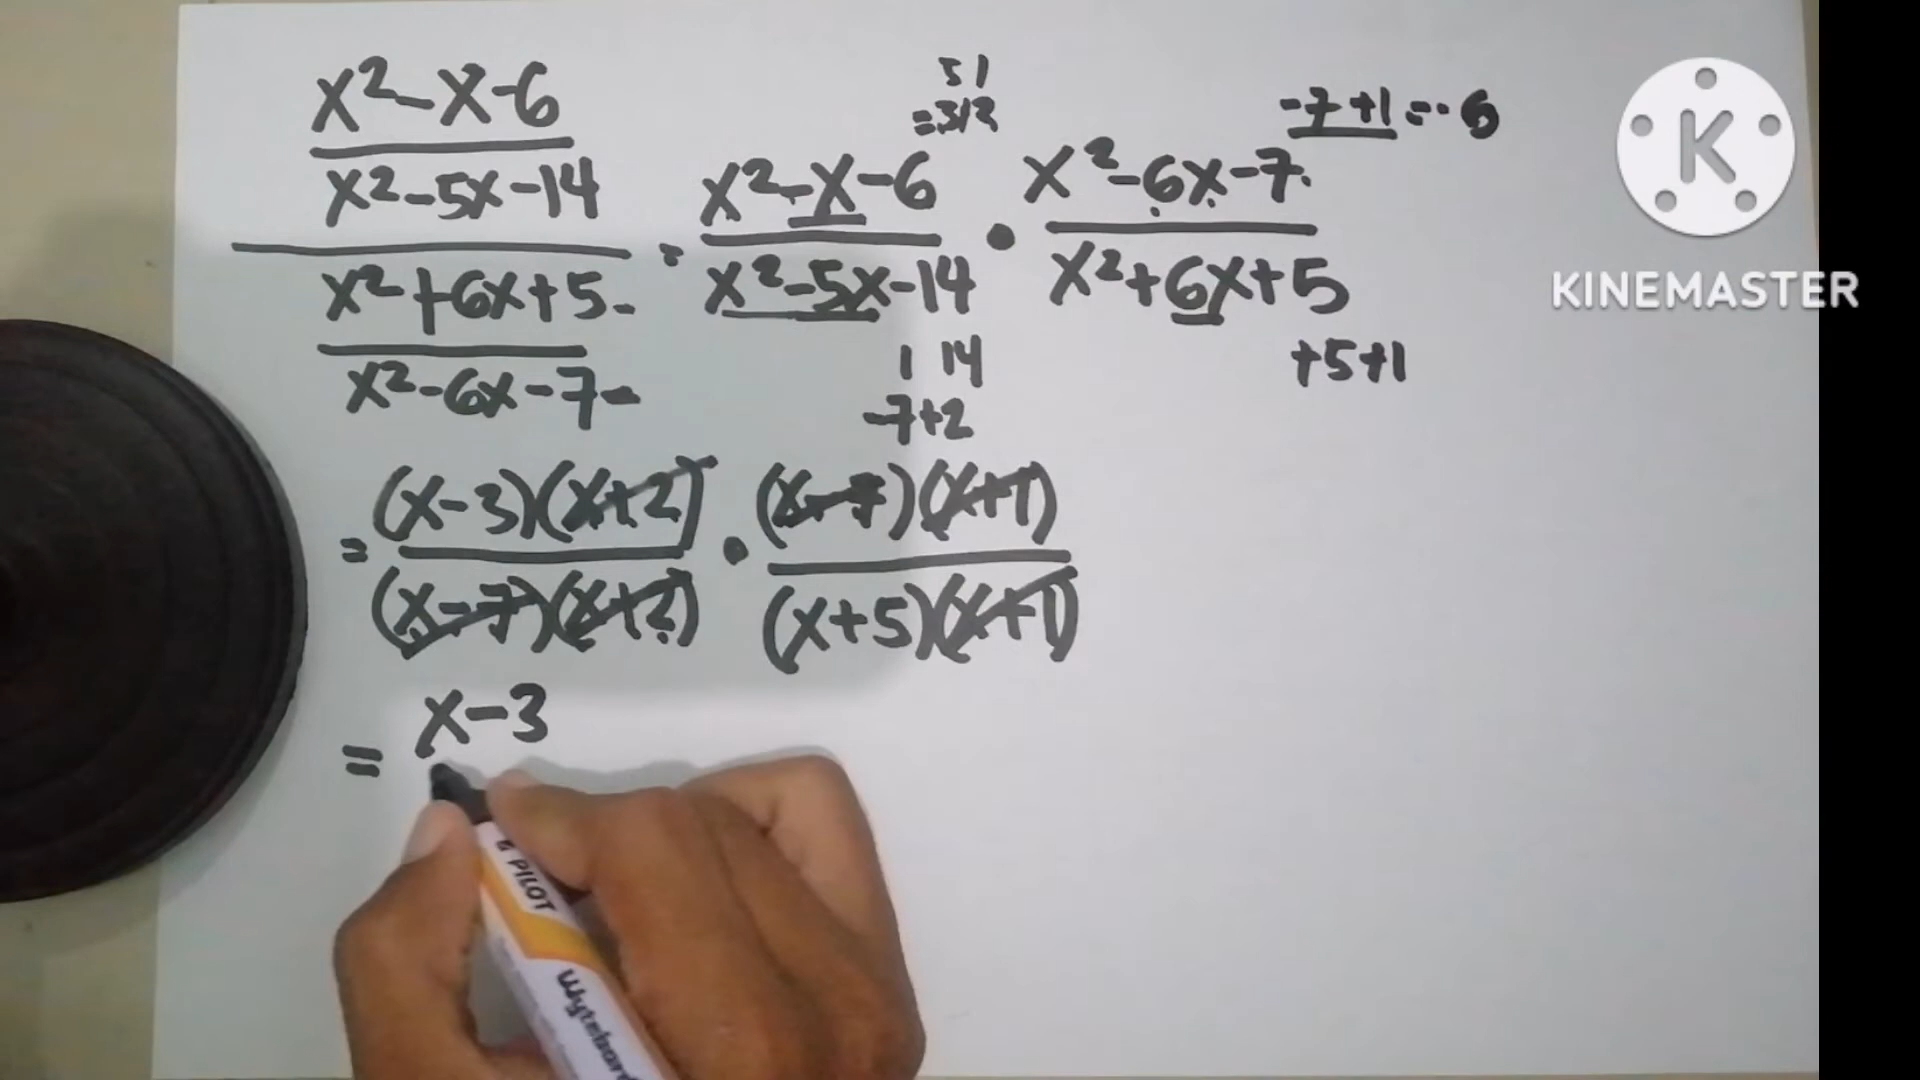 x²-x-6
x²-5x-14
x²+6x+5
x²-6x-7
= x²-x-6 / x²-5x-14 • x²-6x-7 / x²+6x+5
-7+1=-6
1 14
-7+2
+5+1
= (x-3)(x+2) / (x-7)(x+2) • (x-7)(x+1) / (x+5)(x+1)
= x-3
K
KINEMASTER
PILOT